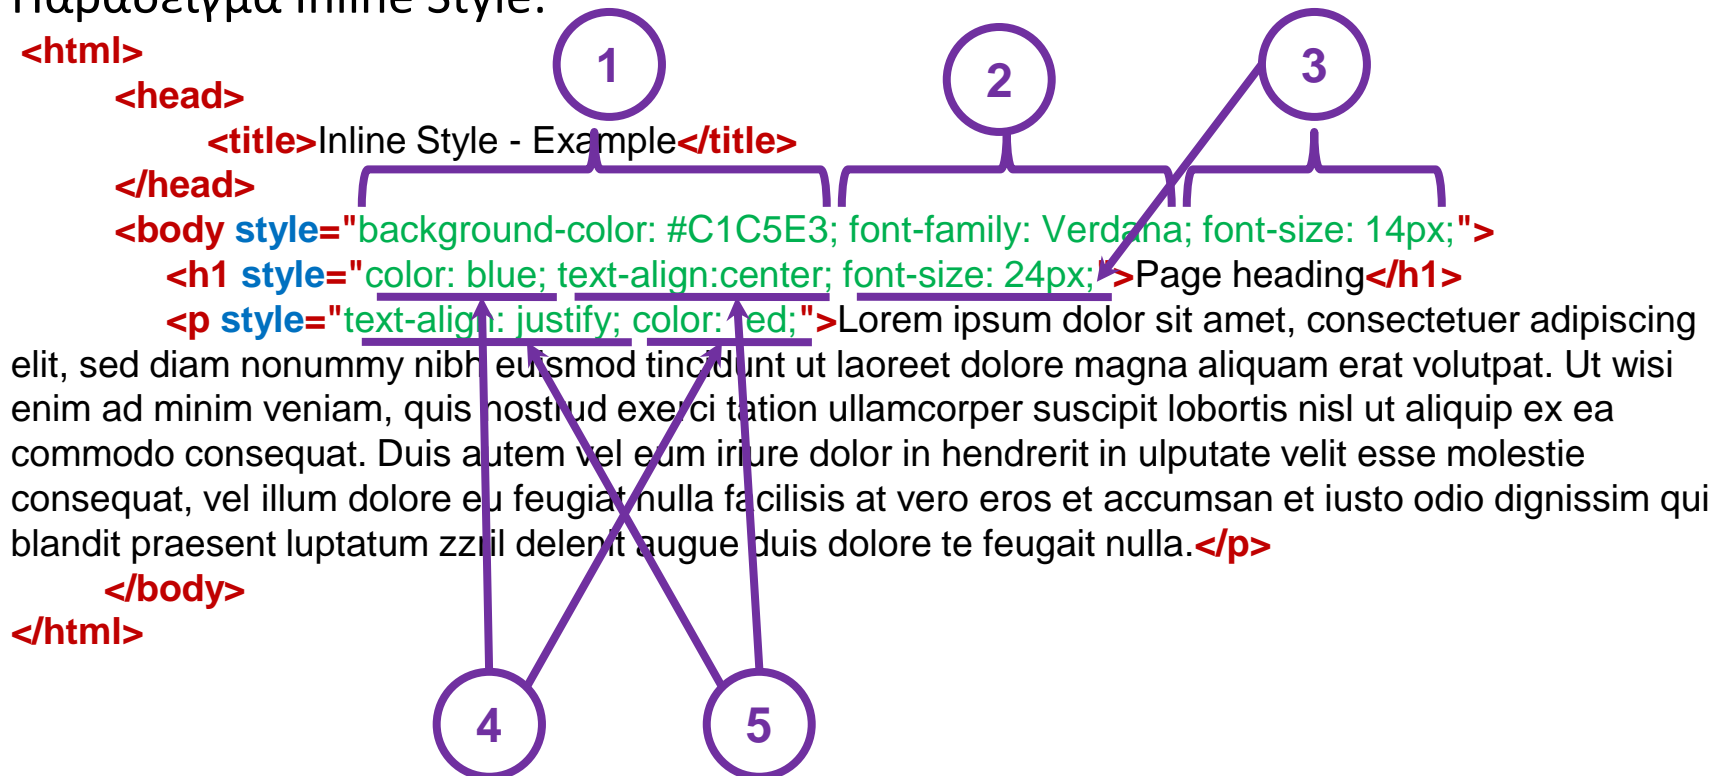 Παράδειγμα Inline Style:
<html>
1
2
3
<head>
<title>Inline Style - Example</title>
</head>
<body style="background-color: #C1C5E3; font-family: Verdana; font-size: 14px;">
<h1 style="color: blue; text-align:center; font-size: 24px;">Page heading</h1>
<p style="text-align: justify; color: red;">Lorem ipsum dolor sit amet, consectetuer adipiscing
elit, sed diam nonummy nibh euismod tincidunt ut laoreet dolore magna aliquam erat volutpat. Ut wisi
enim ad minim veniam, quis nostrud exerci tation ullamcorper suscipit lobortis nisl ut aliquip ex ea
commodo consequat. Duis autem vel eum iriure dolor in hendrerit in ulputate velit esse molestie
consequat, vel illum dolore eu feugiat nulla facilisis at vero eros et accumsan et iusto odio dignissim qui
blandit praesent luptatum zzril delenit augue duis dolore te feugait nulla.</p>
</body>
</html>
4
5